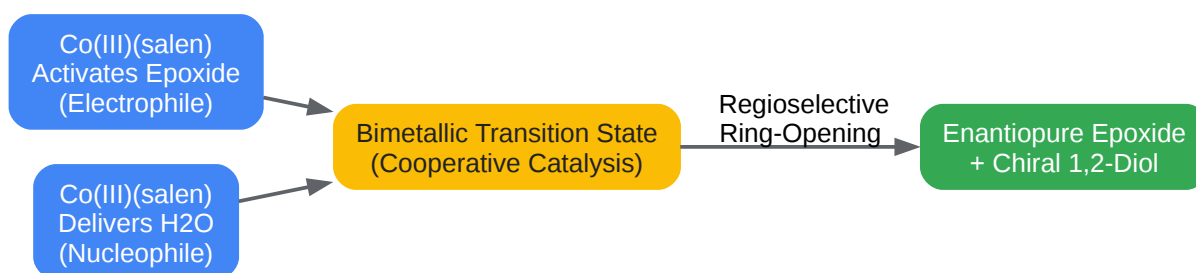 Co(III)(salen)
Activates Epoxide
(Electrophile)
Co(III)(salen)
Delivers H2O
(Nucleophile)
Bimetallic Transition State
(Cooperative Catalysis)
Regioselective
Ring-Opening
Enantiopure Epoxide
+ Chiral 1,2-Diol